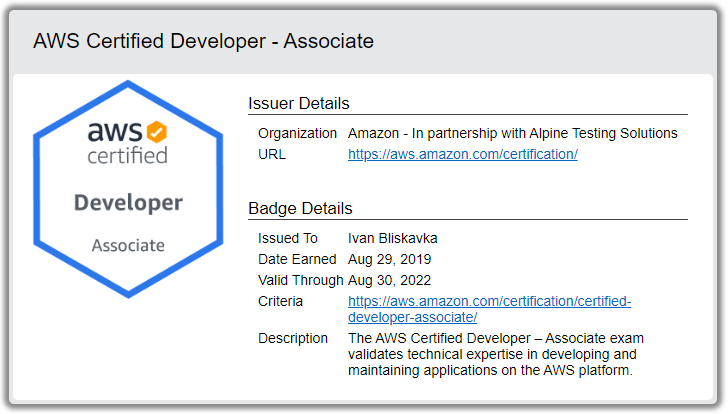 AWS Certified Developer - Associate
aws
certified
Developer
Associate
Issuer Details
Organization Amazon - In partnership with Alpine Testing Solutions
URL https://aws.amazon.com/certification/
Badge Details
Issued To Ivan Bliskavka
Date Earned Aug 29, 2019
Valid Through Aug 30, 2022
Criteria https://aws.amazon.com/certification/certified-
developer-associate/
Description The AWS Certified Developer – Associate exam
validates technical expertise in developing and
maintaining applications on the AWS platform.